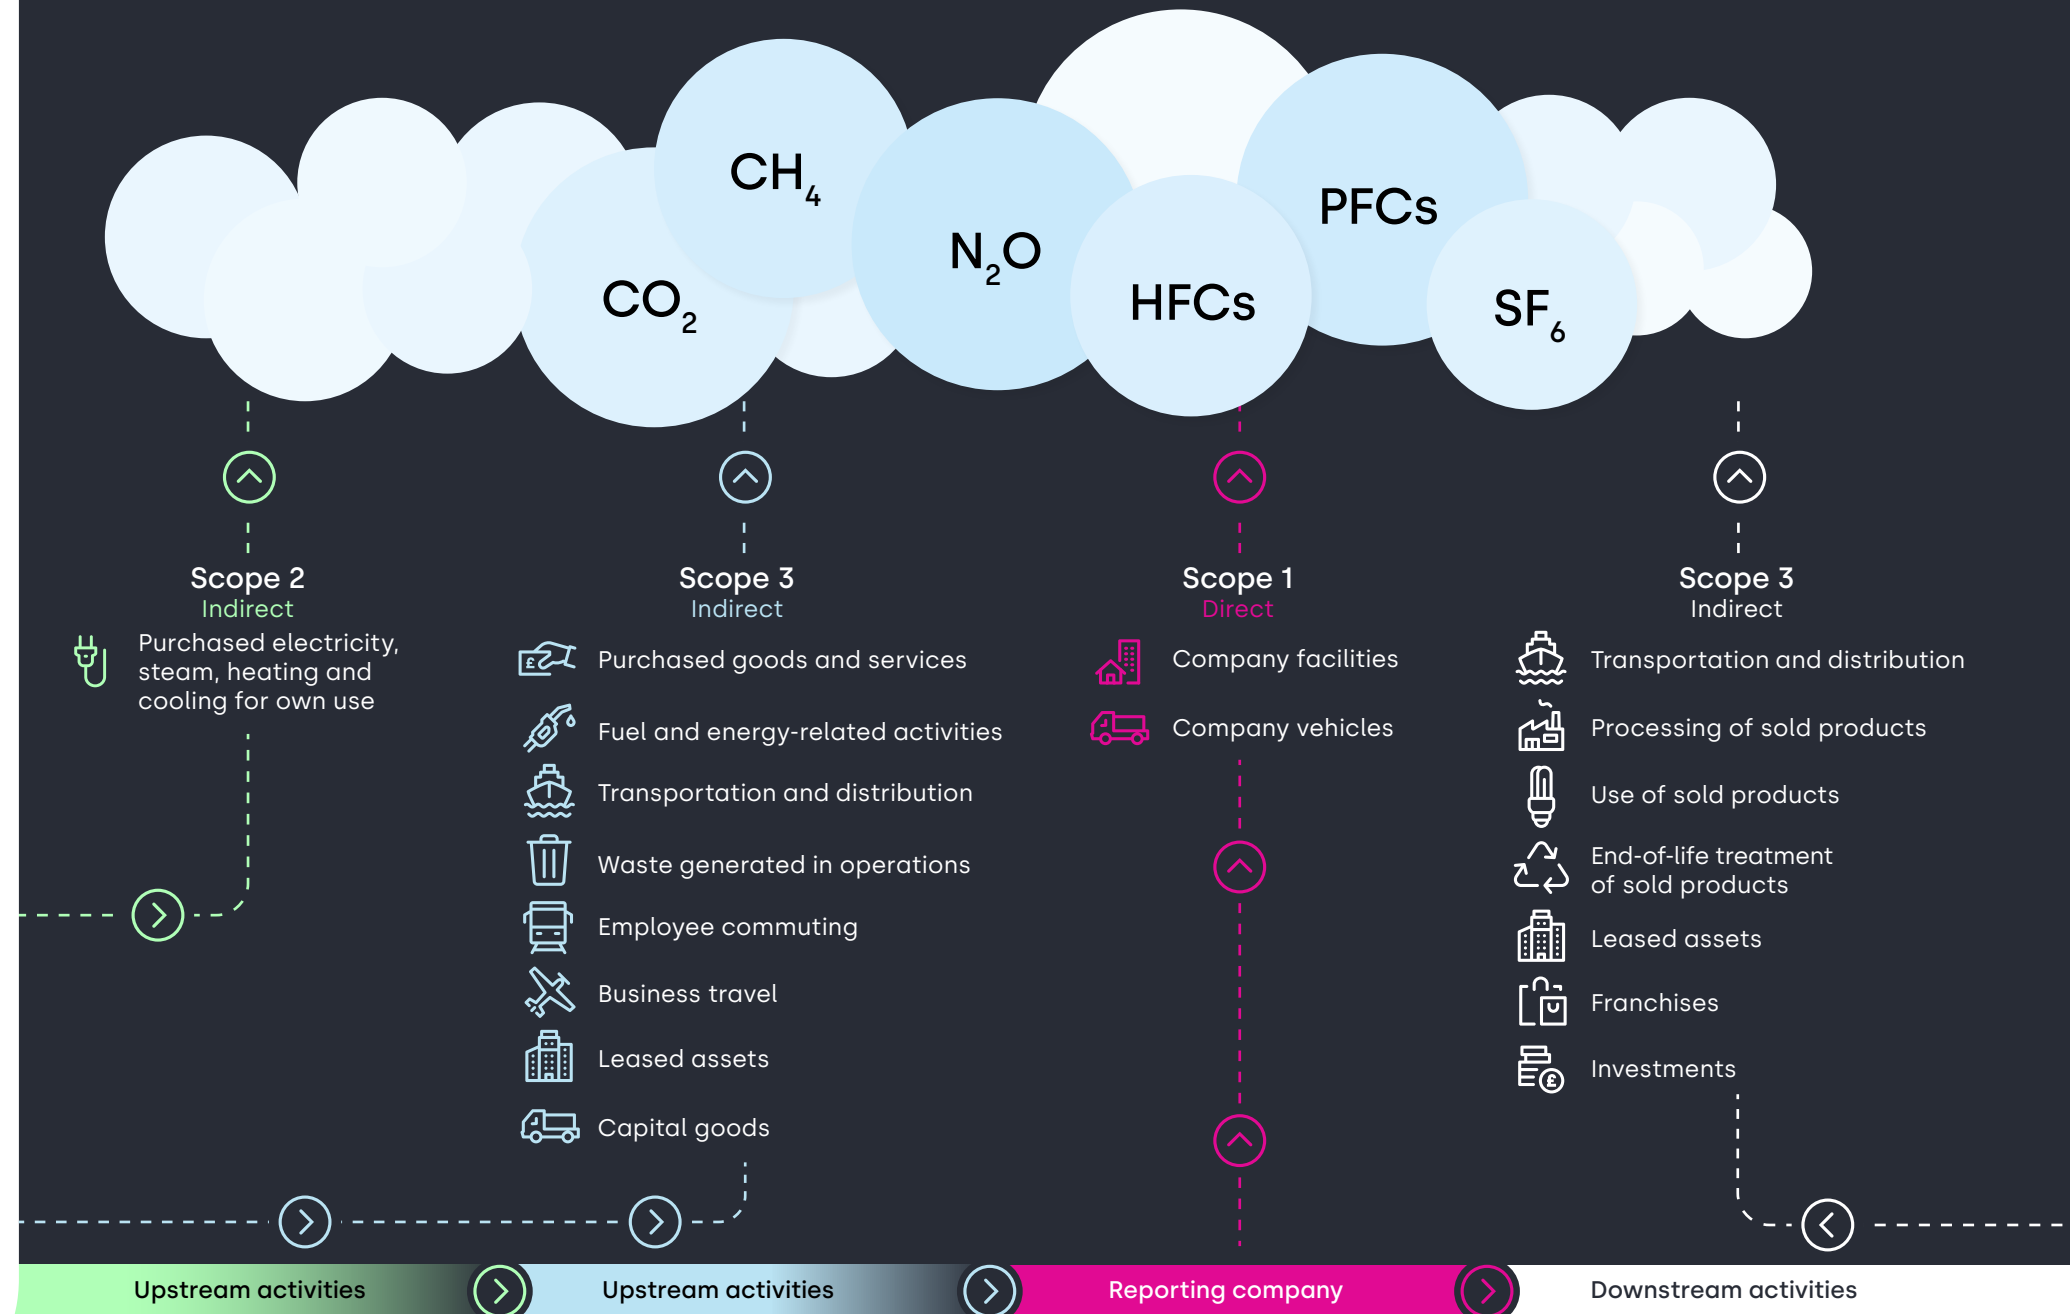 CH₄
PFCs
N₂O
CO₂
HFCs
SF₆
Scope 2
Indirect
Purchased electricity,
steam, heating and
cooling for own use
Scope 3
Indirect
£
Purchased goods and services
Fuel and energy-related activities
Transportation and distribution
Waste generated in operations
Employee commuting
Business travel
Leased assets
Capital goods
Scope 1
Direct
Company facilities
Company vehicles
Scope 3
Indirect
Transportation and distribution
Processing of sold products
Use of sold products
End-of-life treatment
of sold products
Leased assets
Franchises
£
Investments
Upstream activities
Upstream activities
Reporting company
Downstream activities